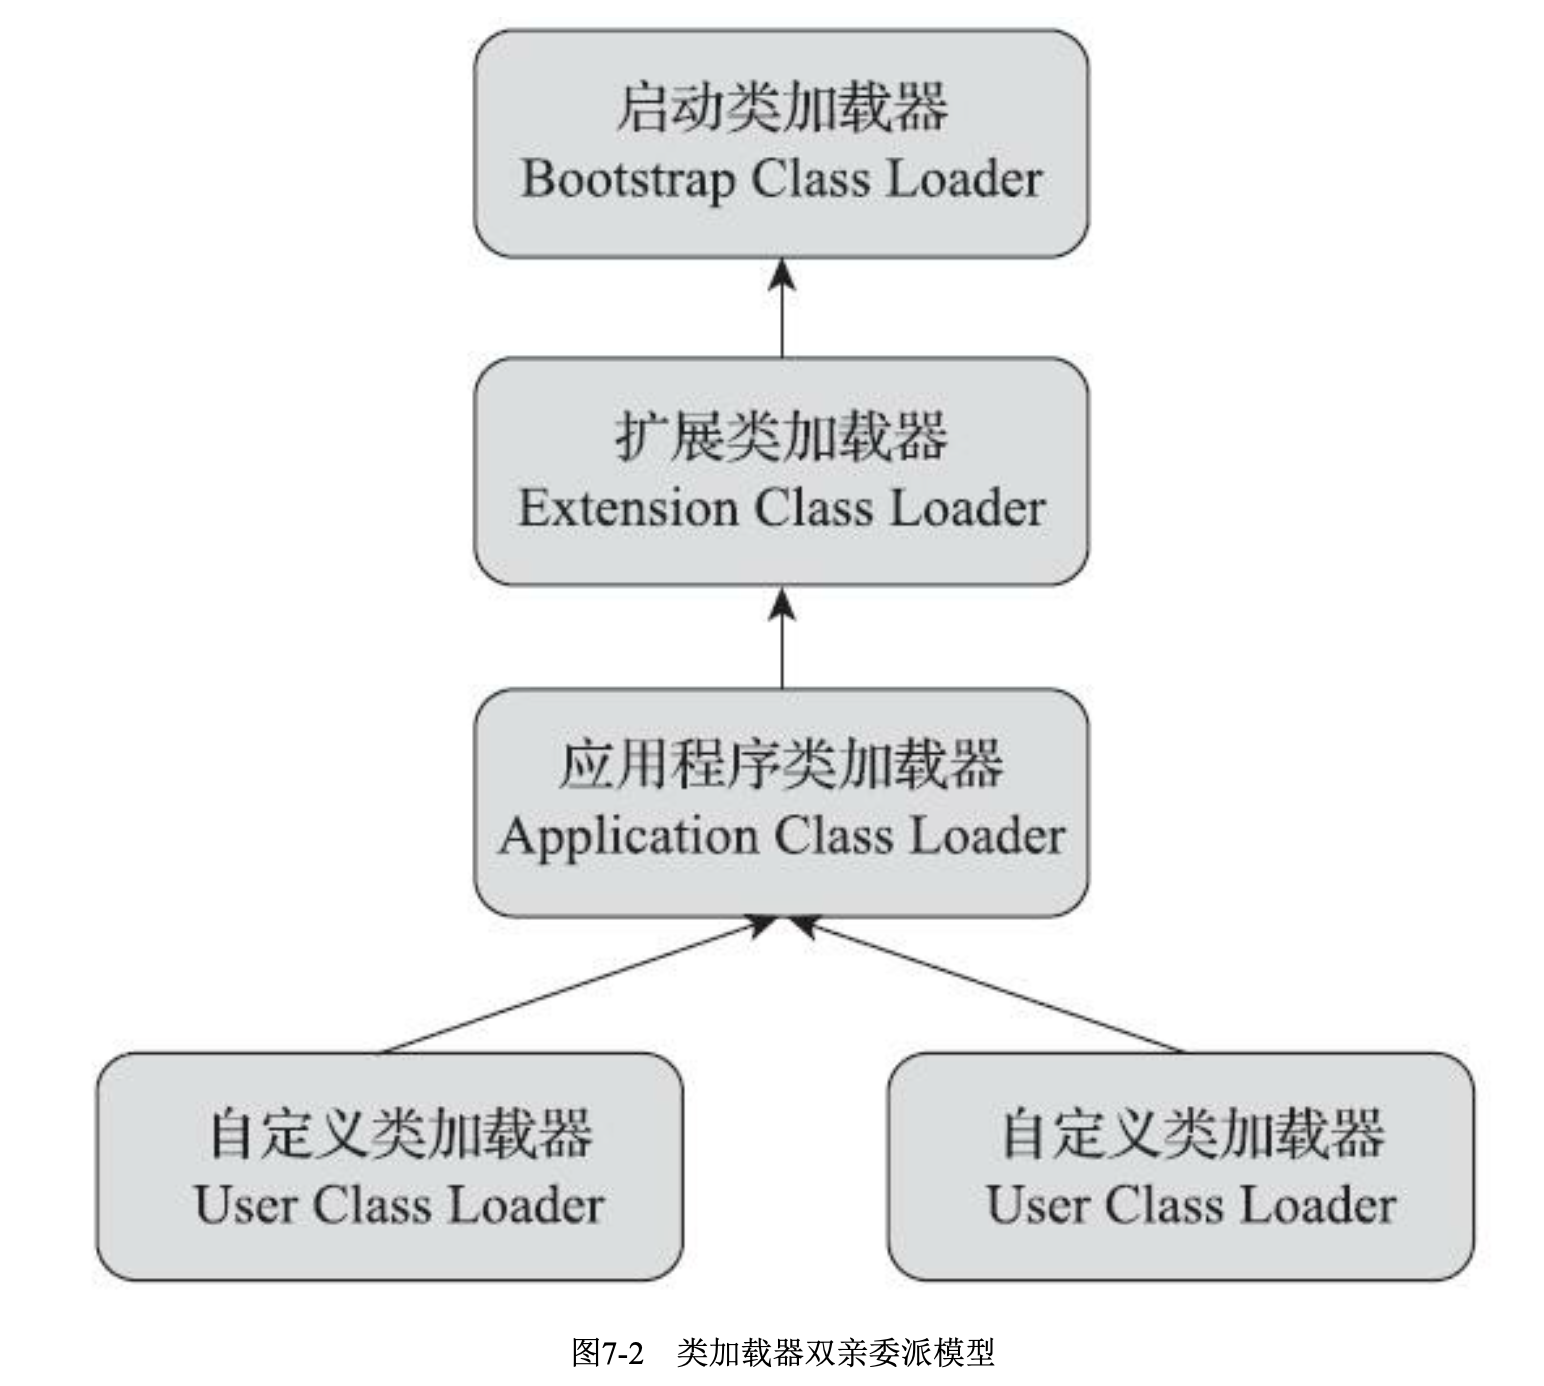 启动类加载器
Bootstrap Class Loader
扩展类加载器
Extension Class Loader
应用程序类加载器
Application Class Loader
自定义类加载器
User Class Loader
自定义类加载器
User Class Loader
图7-2 类加载器双亲委派模型